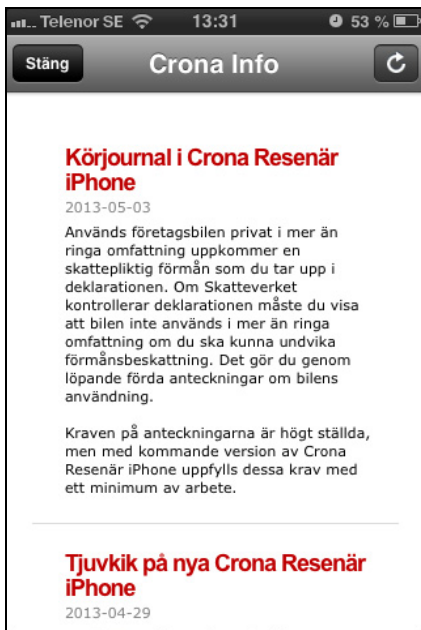 Telenor SE 13:31 53 %
Stäng Crona Info
Körjournal i Crona Resenär
iPhone
2013-05-03
Används företagsbilen privat i mer än
ringa omfattning uppkommer en
skattepliktig förmån som du tar upp i
deklarationen. Om Skatteverket
kontrollerar deklarationen måste du visa
att bilen inte används i mer än ringa
omfattning om du ska kunna undvika
förmånsbeskattning. Det gör du genom
löpande förda anteckningar om bilens
användning.
Kraven på anteckningarna är högt ställda,
men med kommande version av Crona
Resenär iPhone uppfylls dessa krav med
ett minimum av arbete.
Tjuvkik på nya Crona Resenär
iPhone
2013-04-29